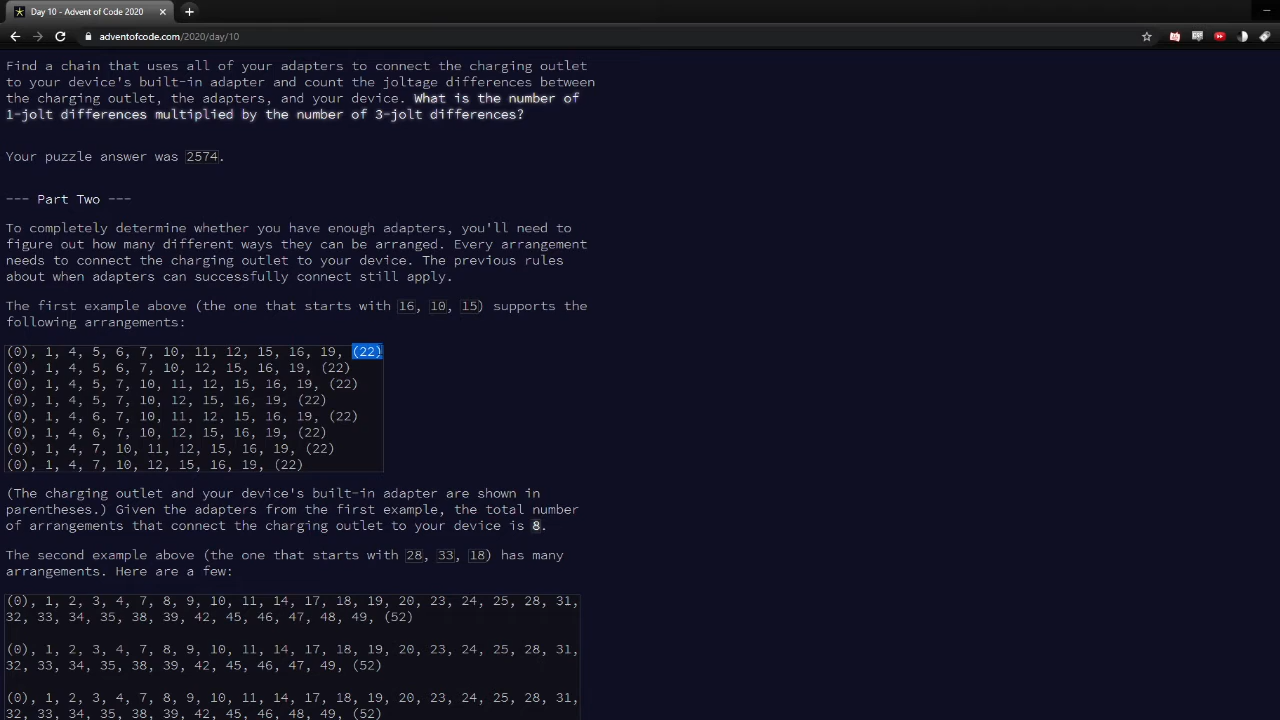 Day 10 - Advent of Code 2020
adventofcode.com/2020/day/10
Find a chain that uses all of your adapters to connect the charging outlet
to your device's built-in adapter and count the joltage differences between
the charging outlet, the adapters, and your device. What is the number of
1-jolt differences multiplied by the number of 3-jolt differences?
Your puzzle answer was 2574.
--- Part Two ---
To completely determine whether you have enough adapters, you'll need to
figure out how many different ways they can be arranged. Every arrangement
needs to connect the charging outlet to your device. The previous rules
about when adapters can successfully connect still apply.
The first example above (the one that starts with 16, 10, 15) supports the
following arrangements:
(0), 1, 4, 5, 6, 7, 10, 11, 12, 15, 16, 19, (22)
(0), 1, 4, 5, 6, 7, 10, 12, 15, 16, 19, (22)
(0), 1, 4, 5, 7, 10, 11, 12, 15, 16, 19, (22)
(0), 1, 4, 5, 7, 10, 12, 15, 16, 19, (22)
(0), 1, 4, 6, 7, 10, 11, 12, 15, 16, 19, (22)
(0), 1, 4, 6, 7, 10, 12, 15, 16, 19, (22)
(0), 1, 4, 7, 10, 11, 12, 15, 16, 19, (22)
(0), 1, 4, 7, 10, 12, 15, 16, 19, (22)
(The charging outlet and your device's built-in adapter are shown in
parentheses.) Given the adapters from the first example, the total number
of arrangements that connect the charging outlet to your device is 8.
The second example above (the one that starts with 28, 33, 18) has many
arrangements. Here are a few:
(0), 1, 2, 3, 4, 7, 8, 9, 10, 11, 14, 17, 18, 19, 20, 23, 24, 25, 28, 31,
32, 33, 34, 35, 38, 39, 42, 45, 46, 47, 48, 49, (52)
(0), 1, 2, 3, 4, 7, 8, 9, 10, 11, 14, 17, 18, 19, 20, 23, 24, 25, 28, 31,
32, 33, 34, 35, 38, 39, 42, 45, 46, 47, 49, (52)
(0), 1, 2, 3, 4, 7, 8, 9, 10, 11, 14, 17, 18, 19, 20, 23, 24, 25, 28, 31,
32, 33, 34, 35, 38, 39, 42, 45, 46, 48, 49, (52)